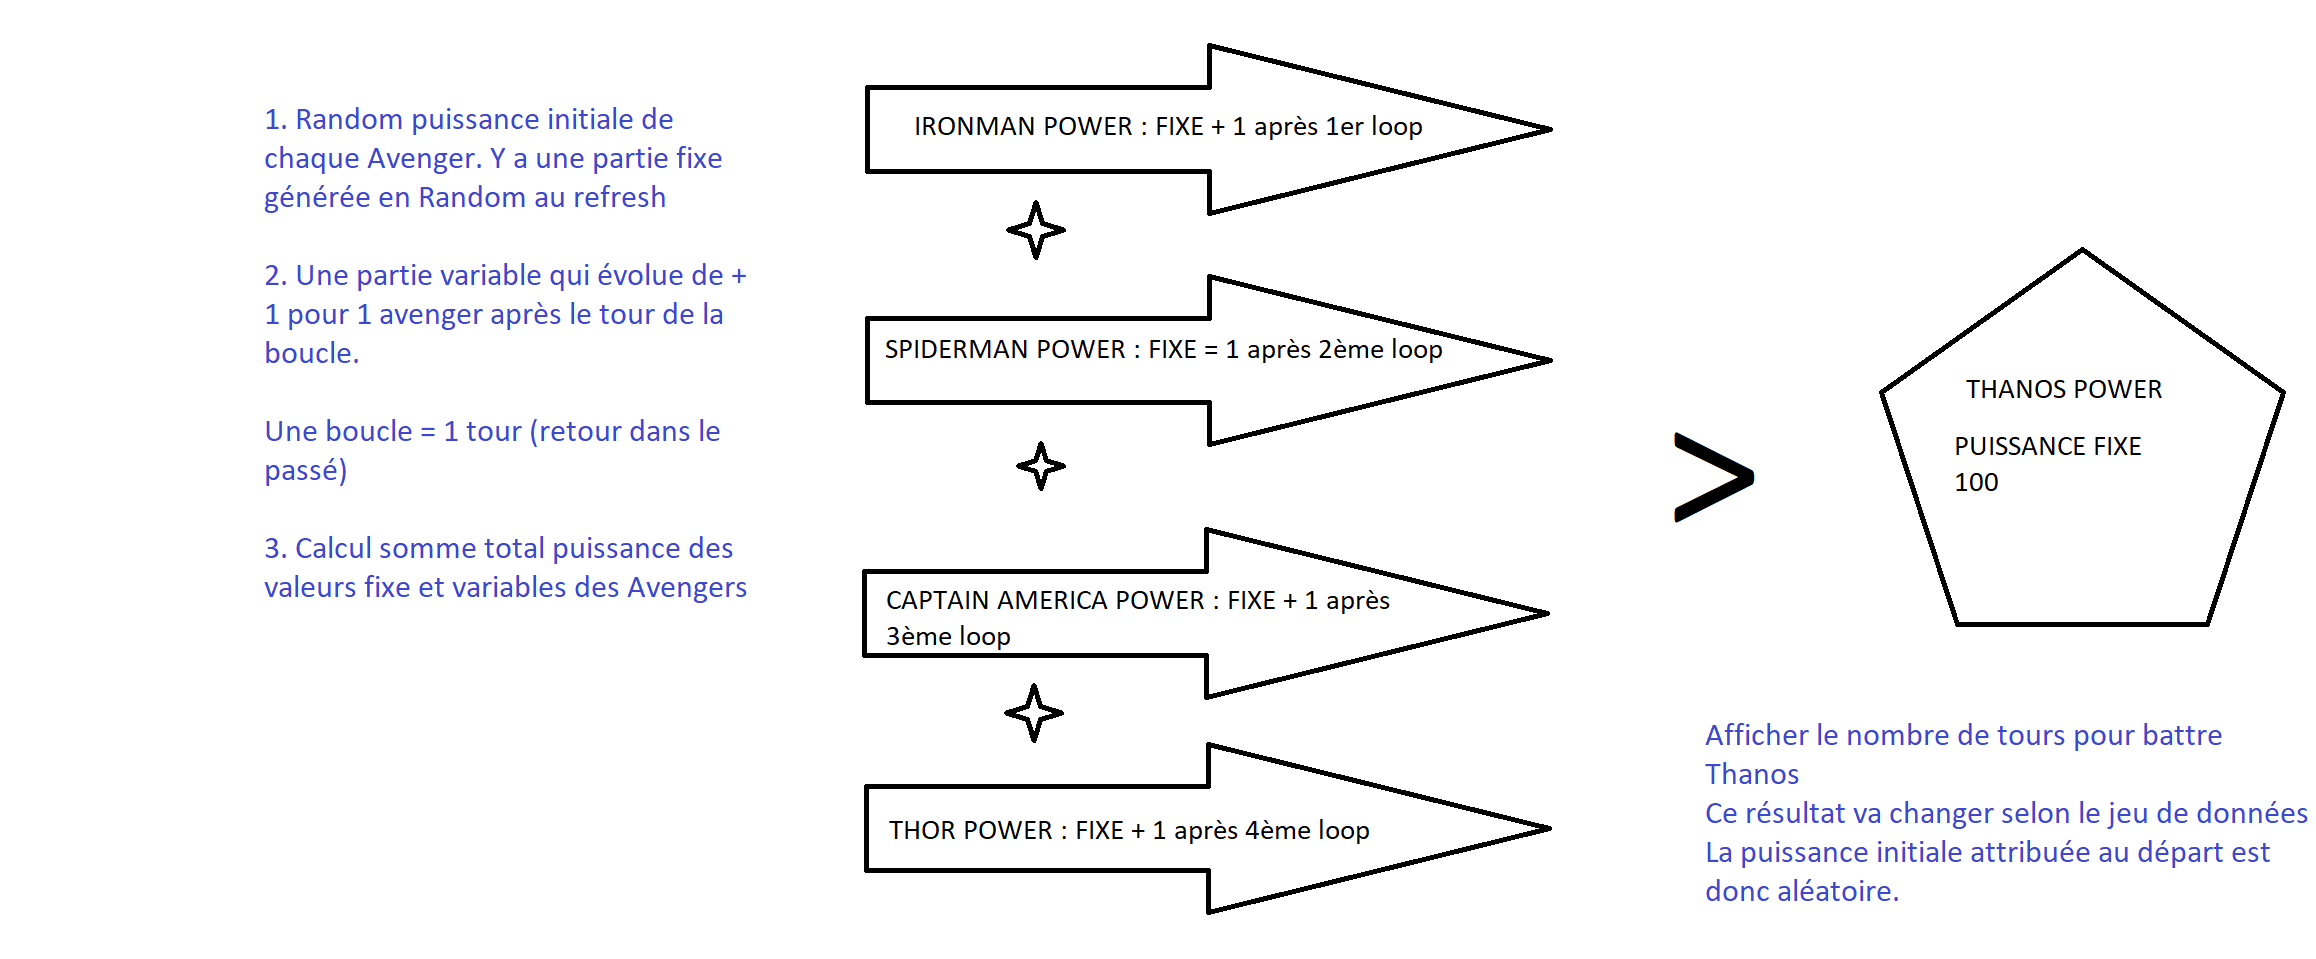 1. Random puissance initiale de
chaque Avenger. Y a une partie fixe
générée en Random au refresh
2. Une partie variable qui évolue de +
1 pour 1 avenger après le tour de la
boucle.
Une boucle = 1 tour (retour dans le
passé)
3. Calcul somme total puissance des
valeurs fixe et variables des Avengers
IRONMAN POWER : FIXE + 1 après 1er loop
SPIDERMAN POWER : FIXE = 1 après 2ème loop
CAPTAIN AMERICA POWER : FIXE + 1 après
3ème loop
THOR POWER : FIXE + 1 après 4ème loop
>
THANOS POWER
PUISSANCE FIXE
100
Afficher le nombre de tours pour battre
Thanos
Ce résultat va changer selon le jeu de données
La puissance initiale attribuée au départ est
donc aléatoire.